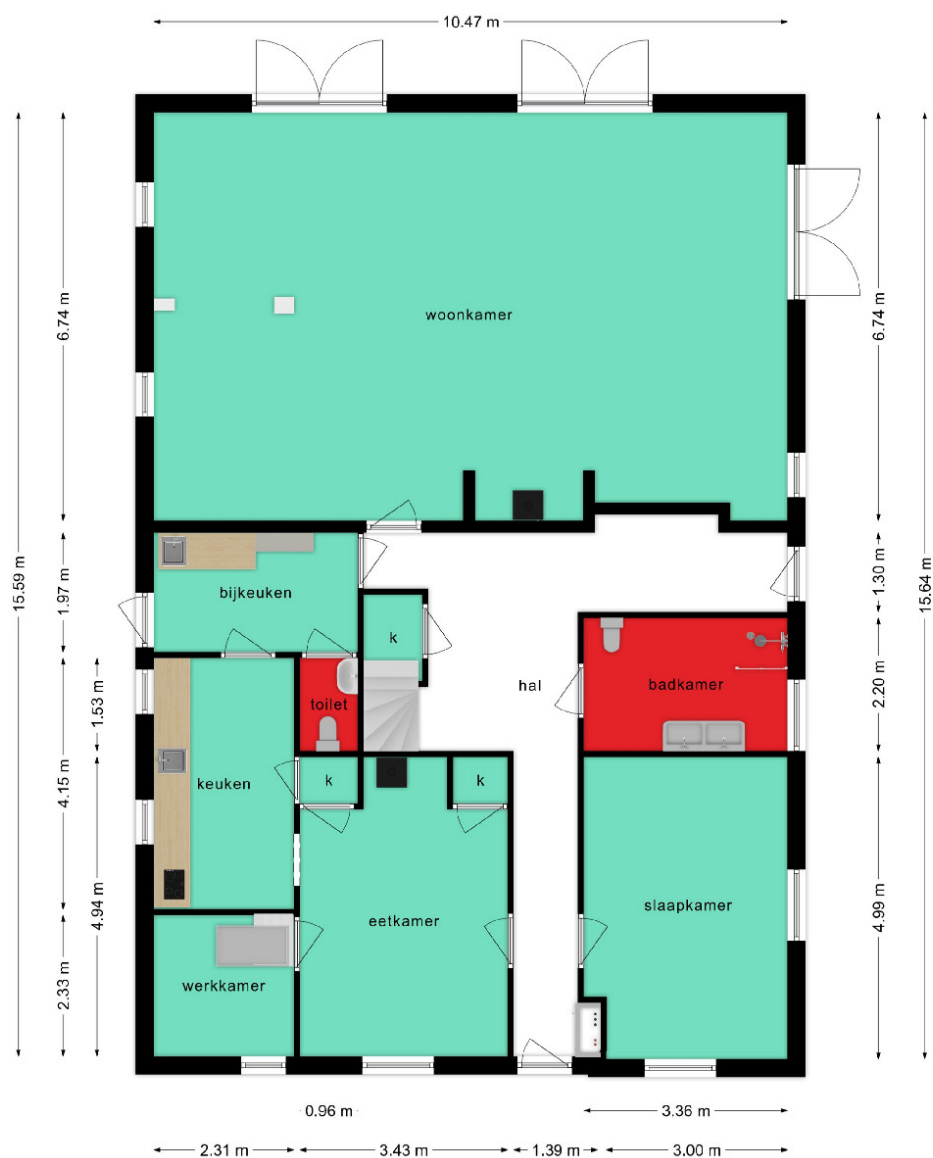 10.47 m
6.74 m
6.74 m
woonkamer
15.59 m
15.64 m
1.97 m
bijkeuken
1.30 m
k
hal
badkamer
2.20 m
1.53 m
toilet
4.15 m
keuken
k
k
4.94 m
eetkamer
slaapkamer
4.99 m
2.33 m
werkkamer
0.96 m
3.36 m
2.31 m
3.43 m
1.39 m
3.00 m